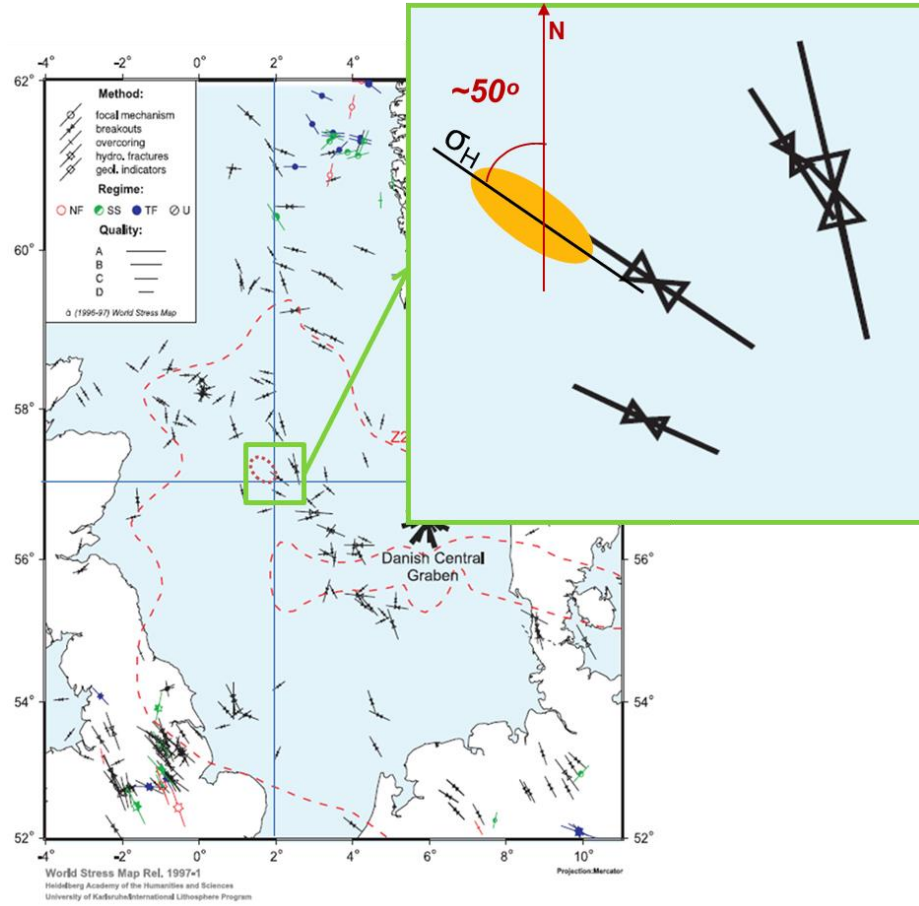 -4° -2° 0° 2° 4°
62°
60°
58°
56°
54°
52°
Method:
focal mechanism
breakouts
overcoring
hydro. fractures
geol. indicators
Regime:
NF SS TF U
Quality:
A
B
C
D
à (1996-97) World Stress Map
N
~50°
σH
Z2
Danish Central
Graben
56°
54°
52°
-4° -2° 0° 2° 4° 6° 8° 10°
World Stress Map Rel. 1997-1
Projection:Mercator
Heidelberg Academy of the Humanities and Sciences
University of Karlsruhe/International Lithosphere Program